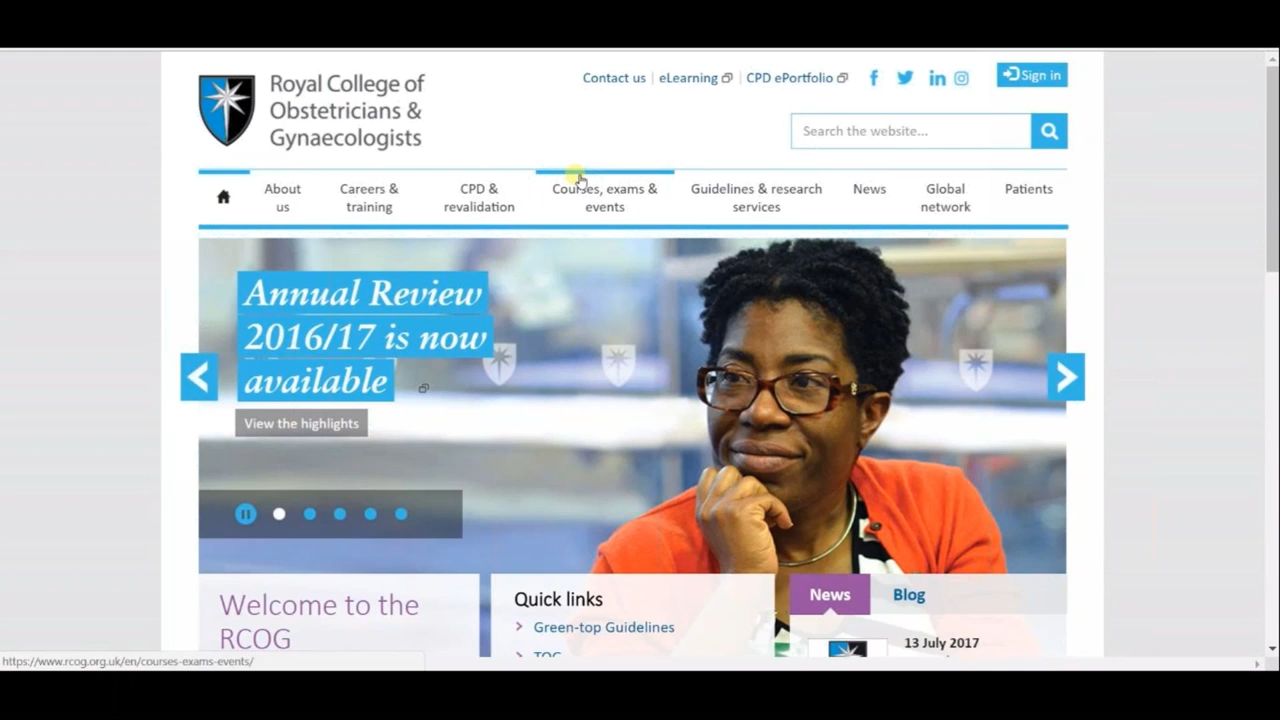 Royal College of
Obstetricians &
Gynaecologists
Contact us
eLearning
CPD ePortfolio
Sign in
Search the website...
About
us
Careers &
training
CPD &
revalidation
Courses, exams &
events
Guidelines & research
services
News
Global
network
Patients
Annual Review
2016/17 is now
available
View the highlights
Welcome to the
RCOG
Quick links
Green-top Guidelines
TOG
News
Blog
13 July 2017
https://www.rcog.org.uk/en/courses-exams-events/